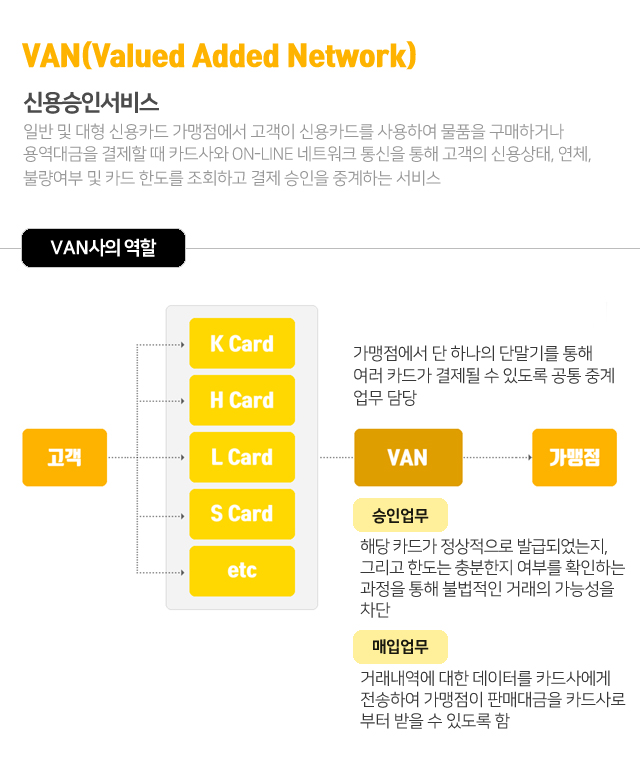 VAN(Valued Added Network)
신용승인서비스
일반 및 대형 신용카드 가맹점에서 고객이 신용카드를 사용하여 물품을 구매하거나
용역대금을 결제할 때 카드사와 ON-LINE 네트워크 통신을 통해 고객의 신용상태, 연체,
불량여부 및 카드 한도를 조회하고 결제 승인을 중계하는 서비스
VAN사의 역할
고객
K Card
H Card
L Card
S Card
etc
가맹점에서 단 하나의 단말기를 통해
여러 카드가 결제될 수 있도록 공통 중계
업무 담당
VAN
가맹점
승인업무
해당 카드가 정상적으로 발급되었는지,
그리고 한도는 충분한지 여부를 확인하는
과정을 통해 불법적인 거래의 가능성을
차단
매입업무
거래내역에 대한 데이터를 카드사에게
전송하여 가맹점이 판매대금을 카드사로
부터 받을 수 있도록 함